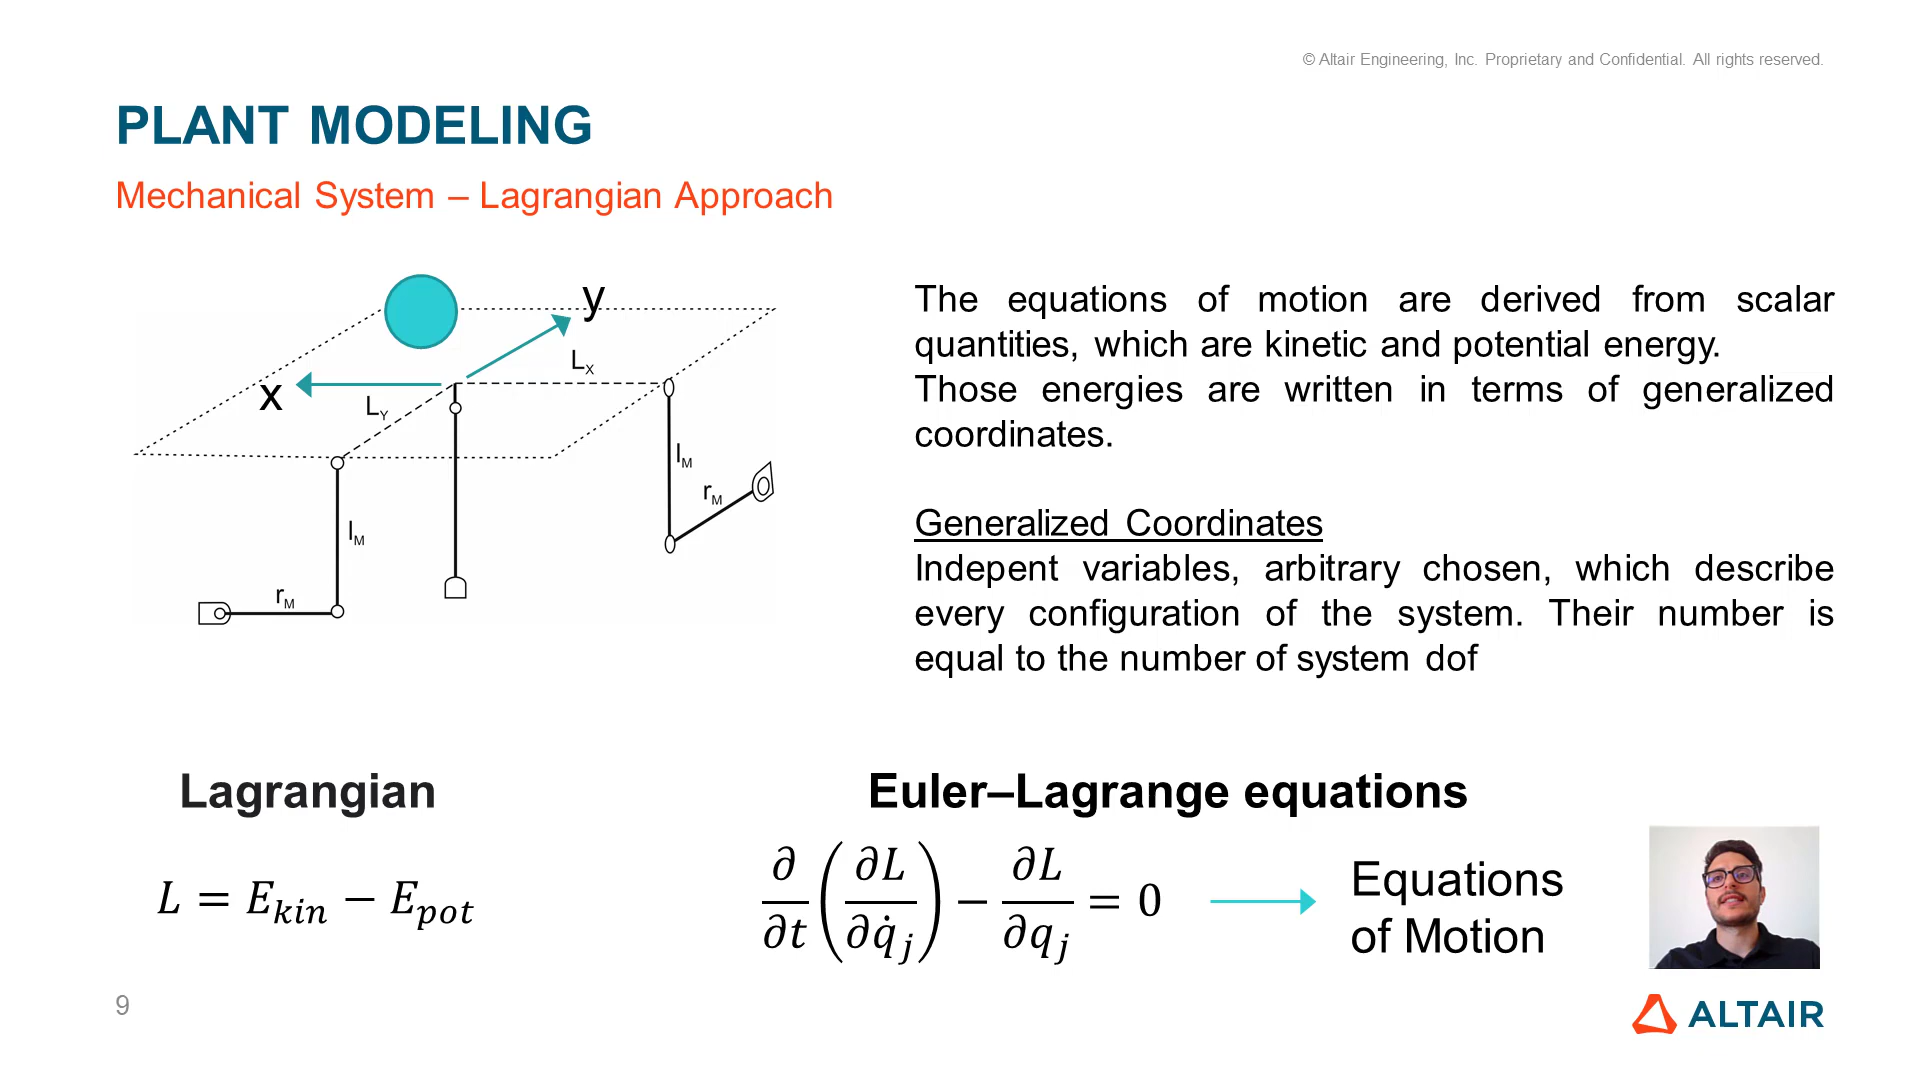 © Altair Engineering, Inc. Proprietary and Confidential. All rights reserved.
PLANT MODELING
Mechanical System – Lagrangian Approach
y
x
L_X
L_Y
l_M
r_M
l_M
r_M
The equations of motion are derived from scalar
quantities, which are kinetic and potential energy.
Those energies are written in terms of generalized
coordinates.
Generalized Coordinates
Indepent variables, arbitrary chosen, which describe
every configuration of the system. Their number is
equal to the number of system dof
Lagrangian
L = E_kin − E_pot
Euler–Lagrange equations
∂/∂t (∂L/∂q̇_j) − ∂L/∂q_j = 0
Equations
of Motion
9
ALTAIR